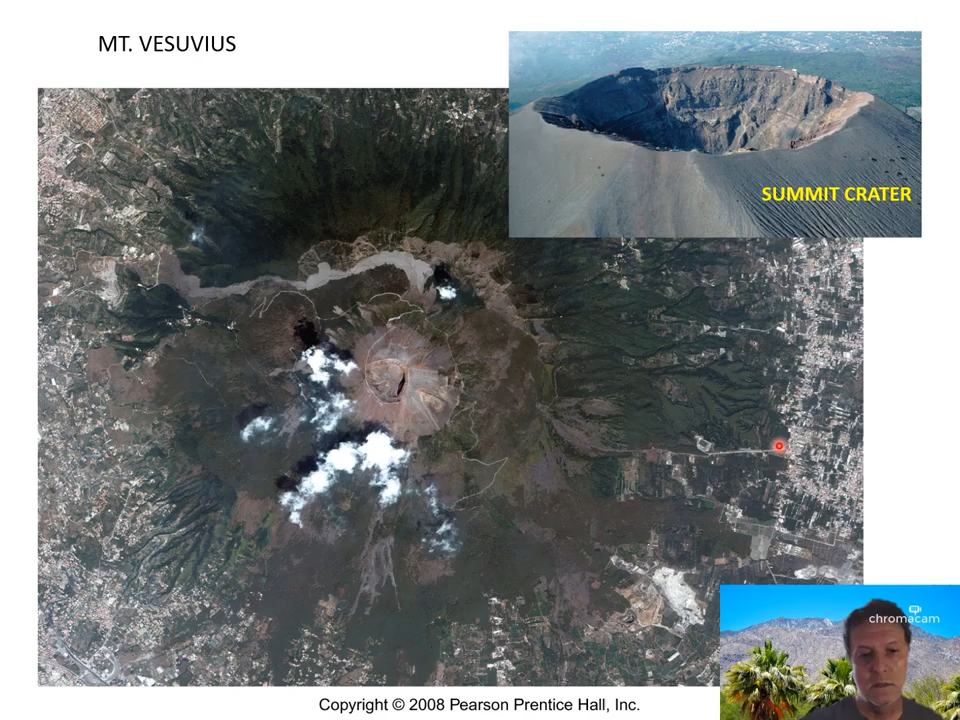 MT. VESUVIUS
SUMMIT CRATER
chromacam
Copyright © 2008 Pearson Prentice Hall, Inc.